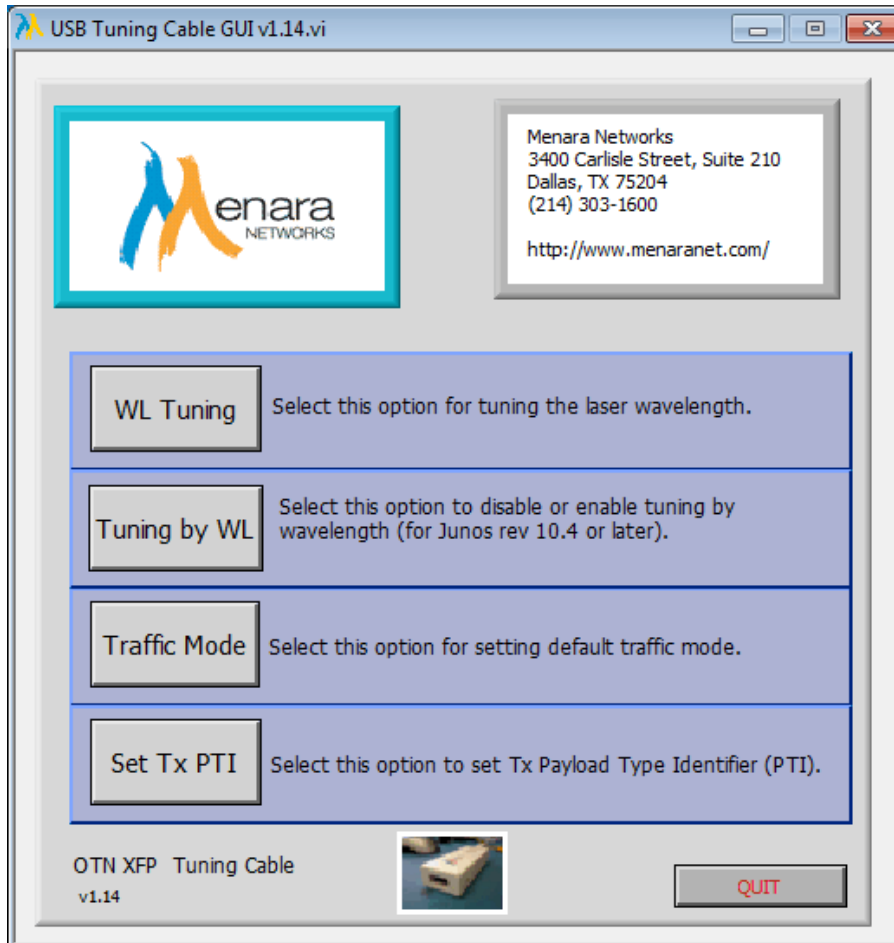 USB Tuning Cable GUI v1.14.vi
Menara
NETWORKS
Menara Networks
3400 Carlisle Street, Suite 210
Dallas, TX 75204
(214) 303-1600
http://www.menaranet.com/
WL Tuning
Select this option for tuning the laser wavelength.
Tuning by WL
Select this option to disable or enable tuning by
wavelength (for Junos rev 10.4 or later).
Traffic Mode
Select this option for setting default traffic mode.
Set Tx PTI
Select this option to set Tx Payload Type Identifier (PTI).
OTN XFP Tuning Cable
v1.14
QUIT